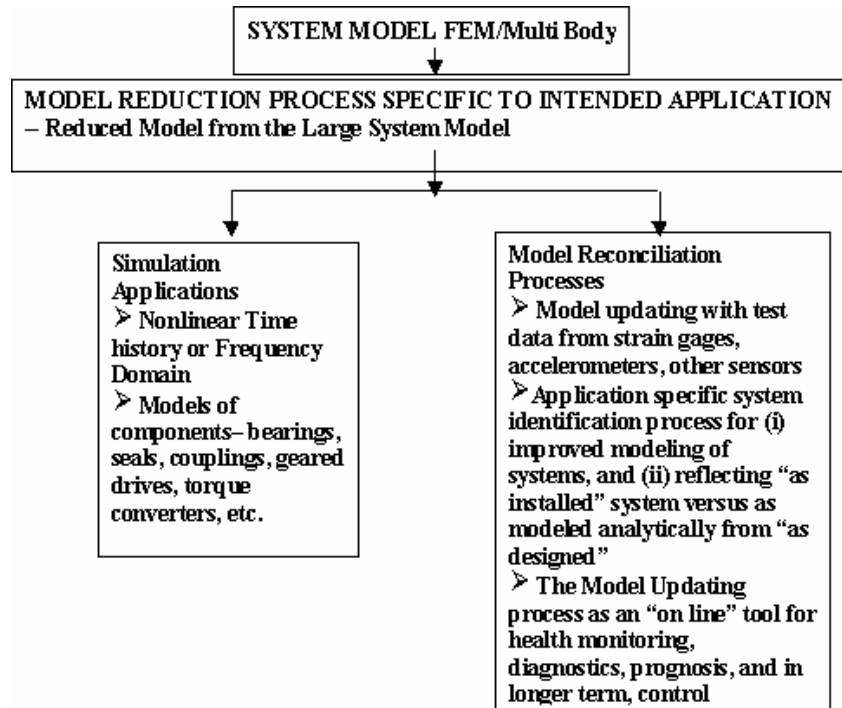 SYSTEM MODEL FEM/Multi Body
MODEL REDUCTION PROCESS SPECIFIC TO INTENDED APPLICATION
– Reduced Model from the Large System Model
Simulation
Applications
➢ Nonlinear Time
history or Frequency
Domain
➢ Models of
components– bearings,
seals, couplings, geared
drives, torque
converters, etc.
Model Reconciliation
Processes
➢ Model updating with test
data from strain gages,
accelerometers, other sensors
➢ Application specific system
identification process for (i)
improved modeling of
systems, and (ii) reflecting “as
installed” system versus as
modeled analytically from “as
designed”
➢ The Model Updating
process as an “on line” tool for
health monitoring,
diagnostics, prognosis, and in
longer term, control